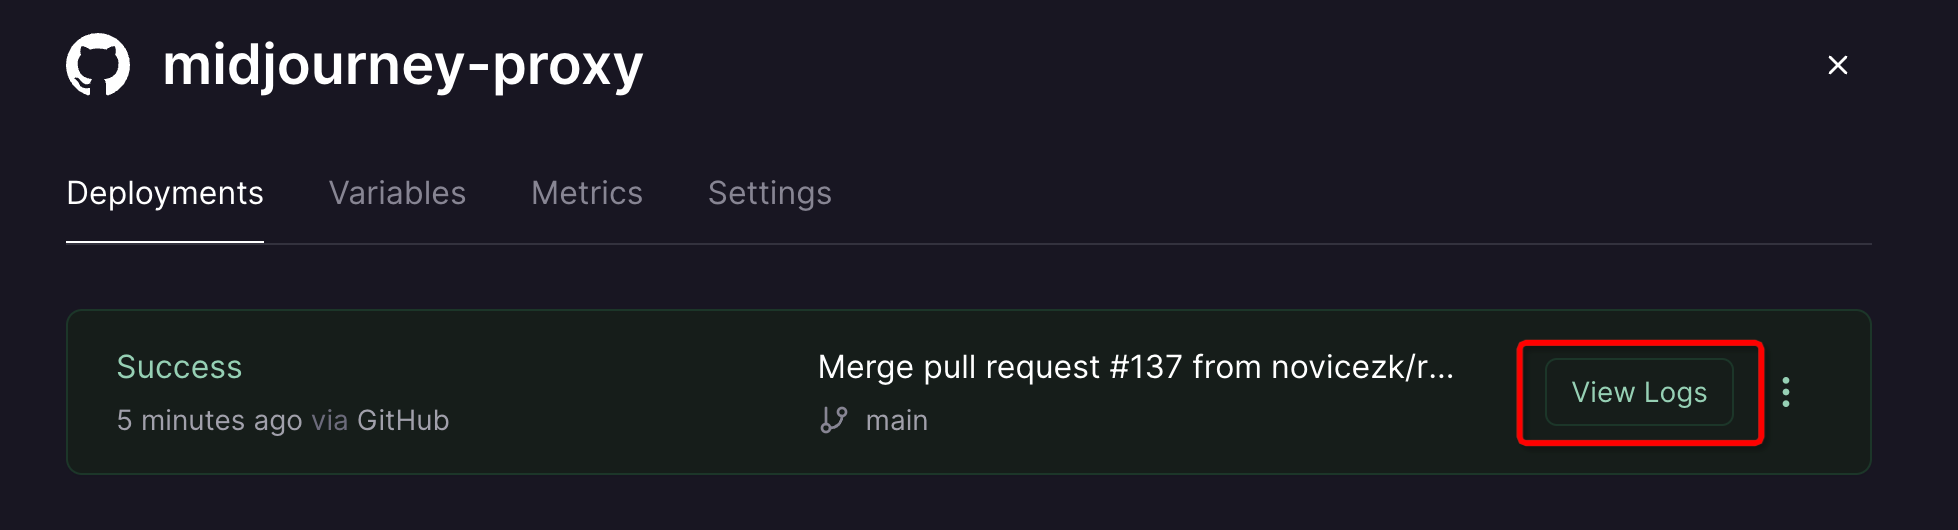 midjourney-proxy
Deployments Variables Metrics Settings
Success
5 minutes ago via GitHub
Merge pull request #137 from novicezk/r...
main
View Logs